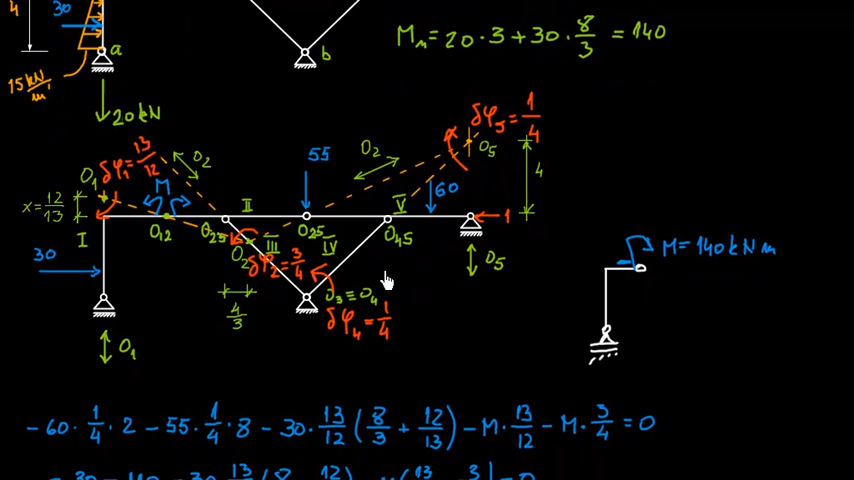 4
30
a
15 kN/m'
20 kN
b
Mₙ = 20·3 + 30·8/3 = 140
δφ₁ = 13/12
O₂
O₁
x = 12/13
M
I
O₁₂
O₂₃
II
55
O₂₅
O₂
δφ₅ = 1/4
O₅
4
60
V
O₄₅
1
O₅
30
III
O₂
δφ₂ = 3/4
IV
O₃ ≡ O₄
δφ₄ = 1/4
4/3
O₁
M = 140 kN m
-60·1/4·2 - 55·1/4·8 - 30·13/12(8/3 + 12/13) - M·13/12 - M·3/4 = 0